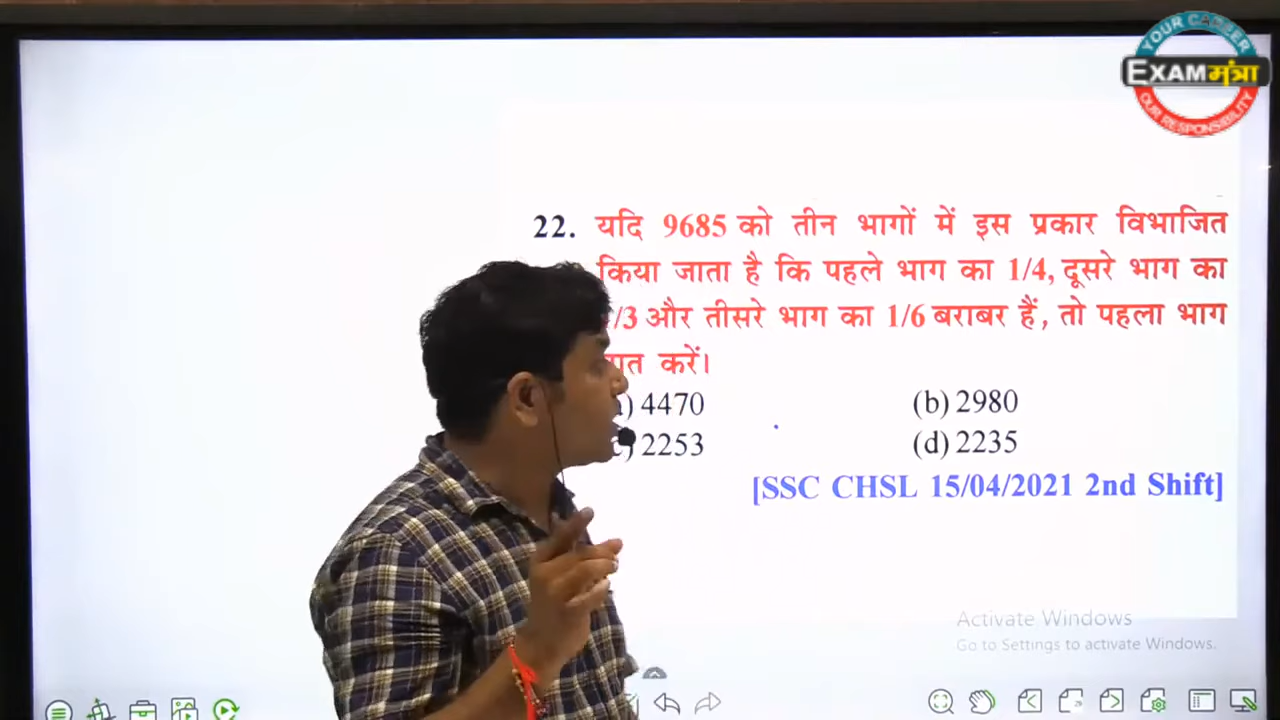 YOUR CAREER
EXAMमंत्रा
OUR RESPONSIBILITY
22. यदि 9685 को तीन भागों में इस प्रकार विभाजित
किया जाता है कि पहले भाग का 1/4, दूसरे भाग का
/3 और तीसरे भाग का 1/6 बराबर हैं, तो पहला भाग
करें।
) 4470 (b) 2980
) 2253 (d) 2235
[SSC CHSL 15/04/2021 2nd Shift]
Activate Windows
Go to Settings to activate Windows.